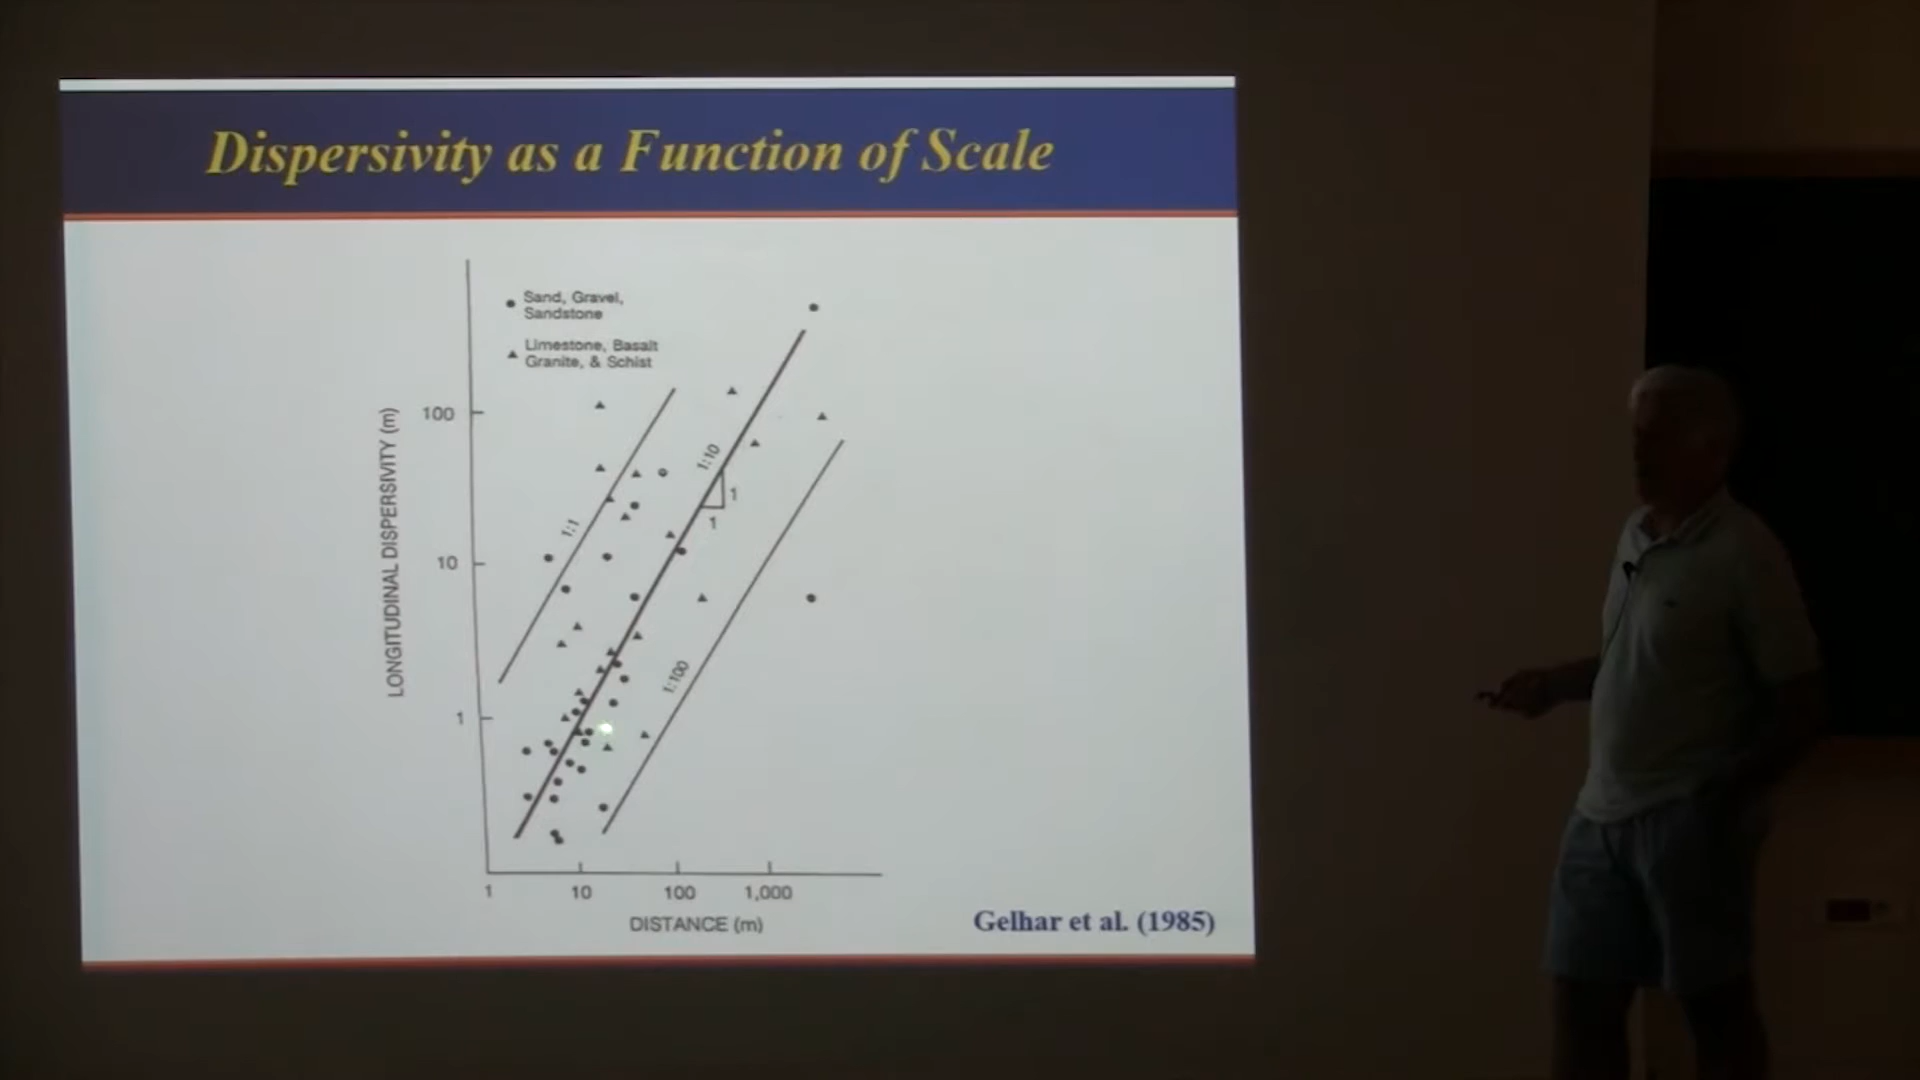 Dispersivity as a Function of Scale
Sand, Gravel,
Sandstone
Limestone, Basalt
Granite, & Schist
LONGITUDINAL DISPERSIVITY (m)
100
10
1
1:1
1:10
1
1
1:100
1
10
100
1,000
DISTANCE (m)
Gelhar et al. (1985)